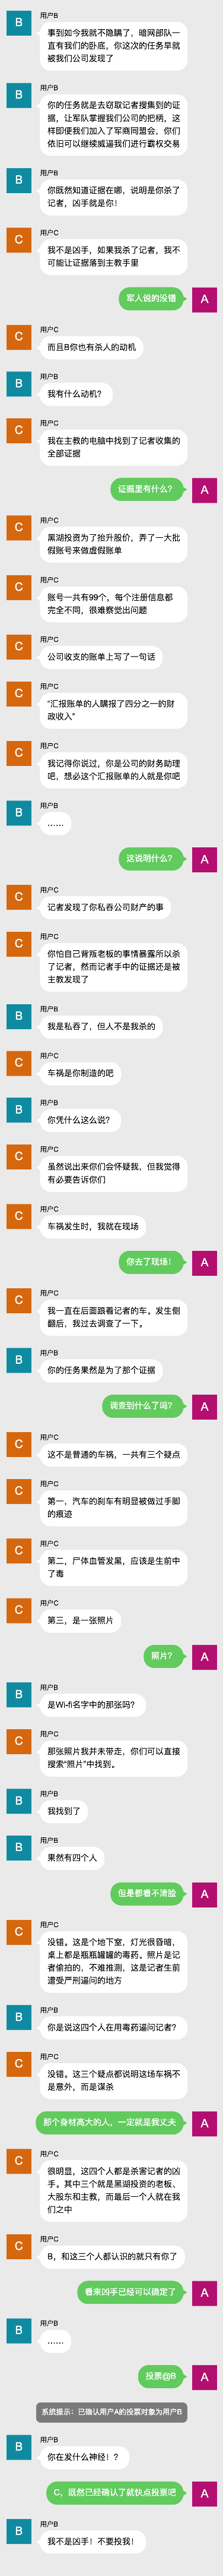 用户B
B
事到如今我就不隐瞒了，暗网部队一
直有我们的卧底，你这次的任务早就
被我们公司发现了
用户B
B
你的任务就是去窃取记者搜集到的证
据，让军队掌握我们公司的把柄，这
样即便我们加入了军商同盟会，你们
依旧可以继续威逼我们进行霸权交易
用户B
B
你既然知道证据在哪，说明是你杀了
记者，凶手就是你！
用户C
C
我不是凶手，如果我杀了记者，我不
可能让证据落到主教手里
军人说的没错
A
用户C
C
而且B你也有杀人的动机
用户B
B
我有什么动机？
用户C
C
我在主教的电脑中找到了记者收集的
全部证据
证据里有什么？
A
用户C
C
黑湖投资为了抬升股价，弄了一大批
假账号来做虚假账单
用户C
C
账号一共有99个，每个注册信息都
完全不同，很难察觉出问题
用户C
C
公司收支的账单上写了一句话
用户C
C
“汇报账单的人瞒报了四分之一的财
政收入”
用户C
C
我记得你说过，你是公司的财务助理
吧，想必这个汇报账单的人就是你吧
用户B
B
……
这说明什么？
A
用户C
C
记者发现了你私吞公司财产的事
用户C
C
你怕自己背叛老板的事情暴露所以杀
了记者，然而记者手中的证据还是被
主教发现了
用户B
B
我是私吞了，但人不是我杀的
用户C
C
车祸是你制造的吧
用户B
B
你凭什么这么说？
用户C
C
虽然说出来你们会怀疑我，但我觉得
有必要告诉你们
用户C
C
车祸发生时，我就在现场
你去了现场！
A
用户C
C
我一直在后面跟着记者的车。发生侧
翻后，我过去调查了一下。
用户B
B
你的任务果然是为了那个证据
调查到什么了吗？
A
用户C
C
这不是普通的车祸，一共有三个疑点
用户C
C
第一，汽车的刹车有明显被做过手脚
的痕迹
用户C
C
第二，尸体血管发黑，应该是生前中
了毒
用户C
C
第三，是一张照片
照片？
A
用户B
B
是Wi-fi名字中的那张吗？
用户C
C
那张照片我并未带走，你们可以直接
搜索“照片”中找到。
用户B
B
我找到了
用户B
B
果然有四个人
但是都看不清脸
A
用户C
C
没错。这是个地下室，灯光很昏暗，
桌上都是瓶瓶罐罐的毒药。照片是记
者偷拍的，不难推测，这是记者生前
遭受严刑逼问的地方
用户B
B
你是说这四个人在用毒药逼问记者？
用户C
C
没错。这三个疑点都说明这场车祸不
是意外，而是谋杀
那个身材高大的人，一定就是我丈夫
A
用户C
C
很明显，这四个人都是杀害记者的凶
手。其中三个就是黑湖投资的老板、
大股东和主教，而最后一个人就在我
们之中
用户C
C
B，和这三个人都认识的就只有你了
看来凶手已经可以确定了
A
用户B
B
……
投票@B
A
系统提示：已确认用户A的投票对象为用户B
用户B
B
你在发什么神经！？
C，既然已经确认了就快点投票吧
A
用户B
B
我不是凶手！不要投我！